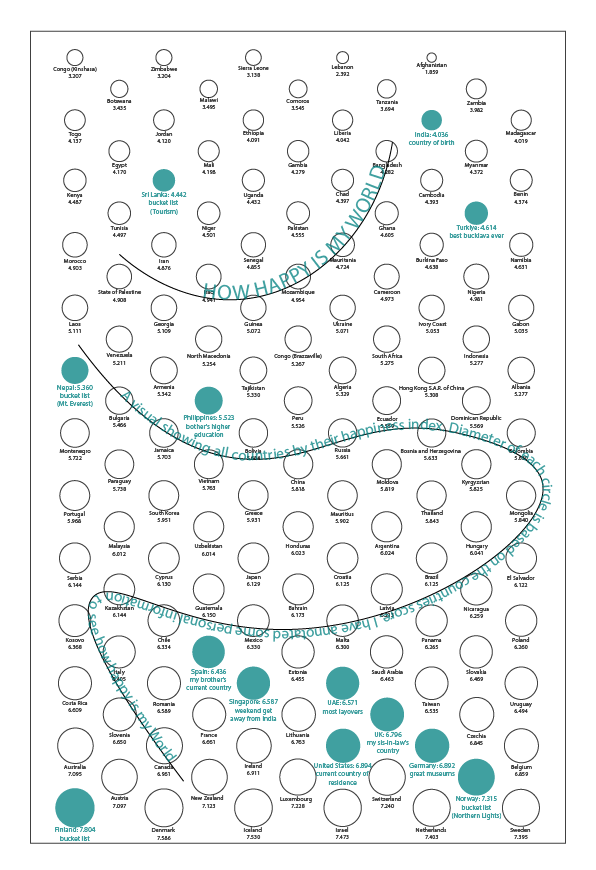 Congo (Kinshasa)
3.207
Zimbabwe
3.204
Sierra Leone
3.138
Lebanon
2.392
Afghanistan
1.859
Botswana
3.435
Malawi
3.495
Comoros
3.545
Tanzania
3.694
Zambia
3.982
Togo
4.137
Jordan
4.120
Ethiopia
4.091
Liberia
4.042
India: 4.036
country of birth
Madagascar
4.019
Egypt
4.170
Mali
4.198
Gambia
4.279
Bangladesh
4.282
Myanmar
4.372
Kenya
4.487
Sri Lanka: 4.442
bucket list
(Tourism)
Uganda
4.432
Chad
4.397
Cambodia
4.393
Benin
4.374
Tunisia
4.497
Niger
4.501
Pakistan
4.555
Ghana
4.605
Turkiye: 4.614
best bucklava ever
HOW HAPPY IS MY WORLD
Morocco
4.903
Iran
4.876
Senegal
4.855
Mauritania
4.724
Burkina Faso
4.638
Namibia
4.631
State of Palestine
4.908
Iraq
4.941
Mozambique
4.954
Cameroon
4.973
Nigeria
4.981
Laos
5.111
Georgia
5.109
Guinea
5.072
Ukraine
5.071
Ivory Coast
5.053
Gabon
5.035
Venezuela
5.211
North Macedonia
5.254
Congo (Brazzaville)
5.267
South Africa
5.275
Indonesia
5.277
Nepal: 5.360
bucket list
(Mt. Everest)
Armenia
5.342
Tajikistan
5.330
Algeria
5.329
Hong Kong S.A.R. of China
5.308
Albania
5.277
Bulgaria
5.466
Philippines: 5.523
bother's higher
education
Peru
5.526
Ecuador
5.559
Dominican Republic
5.569
A visual showing all countries by their happiness index. Diameter of each circle is based on the countries score. I have annotated some personal information to see how happy is my World.
Montenegro
5.722
Jamaica
5.703
Bolivia
Russia
5.661
Bosnia and Herzegovina
5.633
Colombia
Paraguay
5.738
Vietnam
5.763
China
5.818
Moldova
5.819
Kyrgyzstan
5.825
Portugal
5.968
South Korea
5.951
Greece
5.931
Mauritius
5.902
Thailand
5.843
Mongolia
5.840
Malaysia
6.012
Uzbekistan
6.014
Honduras
6.023
Argentina
6.024
Hungary
6.041
Serbia
6.144
Cyprus
6.130
Japan
6.129
Croatia
6.125
Brazil
6.125
El Salvador
6.122
Kazakhstan
6.144
Guatemala
6.150
Bahrain
6.173
Latvia
Nicaragua
6.259
Kosovo
6.368
Chile
6.334
Mexico
6.330
Malta
6.300
Panama
6.265
Poland
6.260
Italy
6.405
Spain: 6.436
my brother's
current country
Estonia
6.455
Saudi Arabia
6.463
Slovakia
6.469
Costa Rica
6.609
Romania
6.589
Singapore: 6.587
weekend get
away from India
UAE: 6.571
most layovers
Taiwan
6.535
Uruguay
6.494
Slovenia
6.650
France
6.661
Lithuania
6.763
UK: 6.796
my sis-in-law's
country
Czechia
6.845
Australia
7.095
Canada
6.961
Ireland
6.911
United States: 6.894
current country of
residence
Germany: 6.892
great museums
Belgium
6.859
Austria
7.097
New Zealand
7.123
Luxembourg
7.228
Switzerland
7.240
Norway: 7.315
bucket list
(Northern Lights)
Finland: 7.804
bucket list
Denmark
7.586
Iceland
7.530
Israel
7.473
Netherlands
7.403
Sweden
7.395